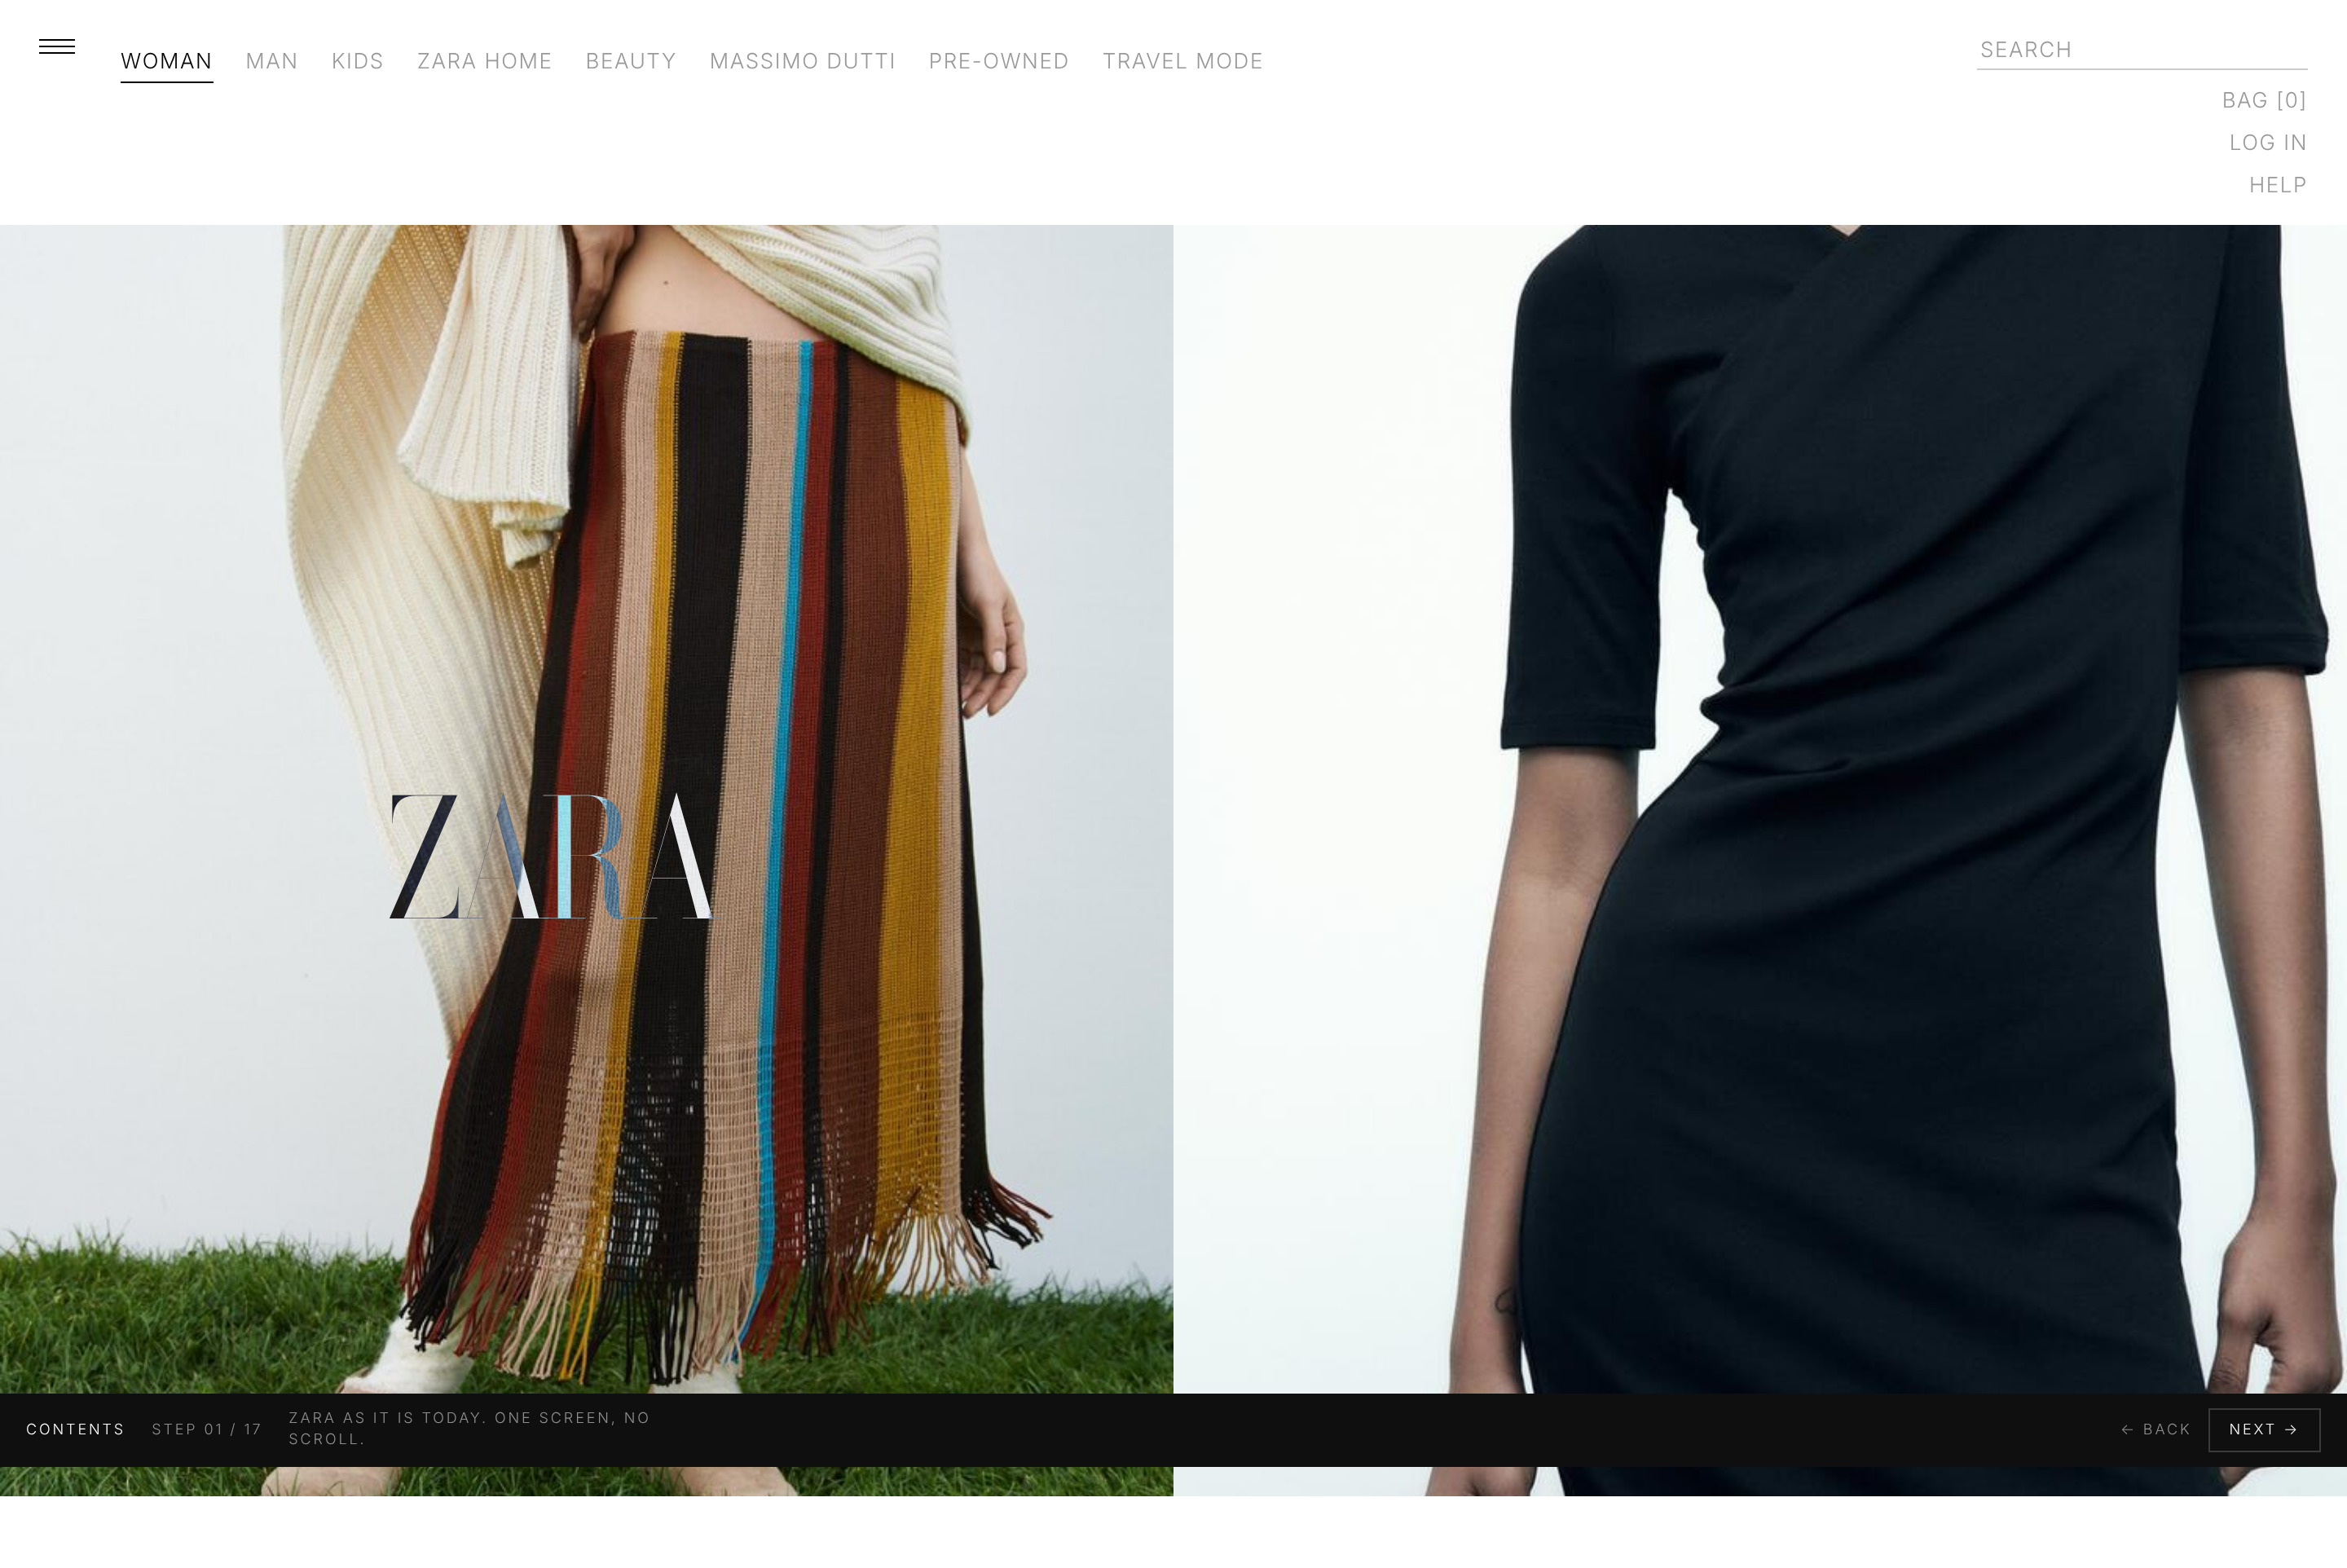 WOMAN MAN KIDS ZARA HOME BEAUTY MASSIMO DUTTI PRE-OWNED TRAVEL MODE
SEARCH
BAG [0]
LOG IN
HELP
ZARA
CONTENTS STEP 01 / 17 ZARA AS IT IS TODAY. ONE SCREEN, NO
SCROLL.
← BACK NEXT →